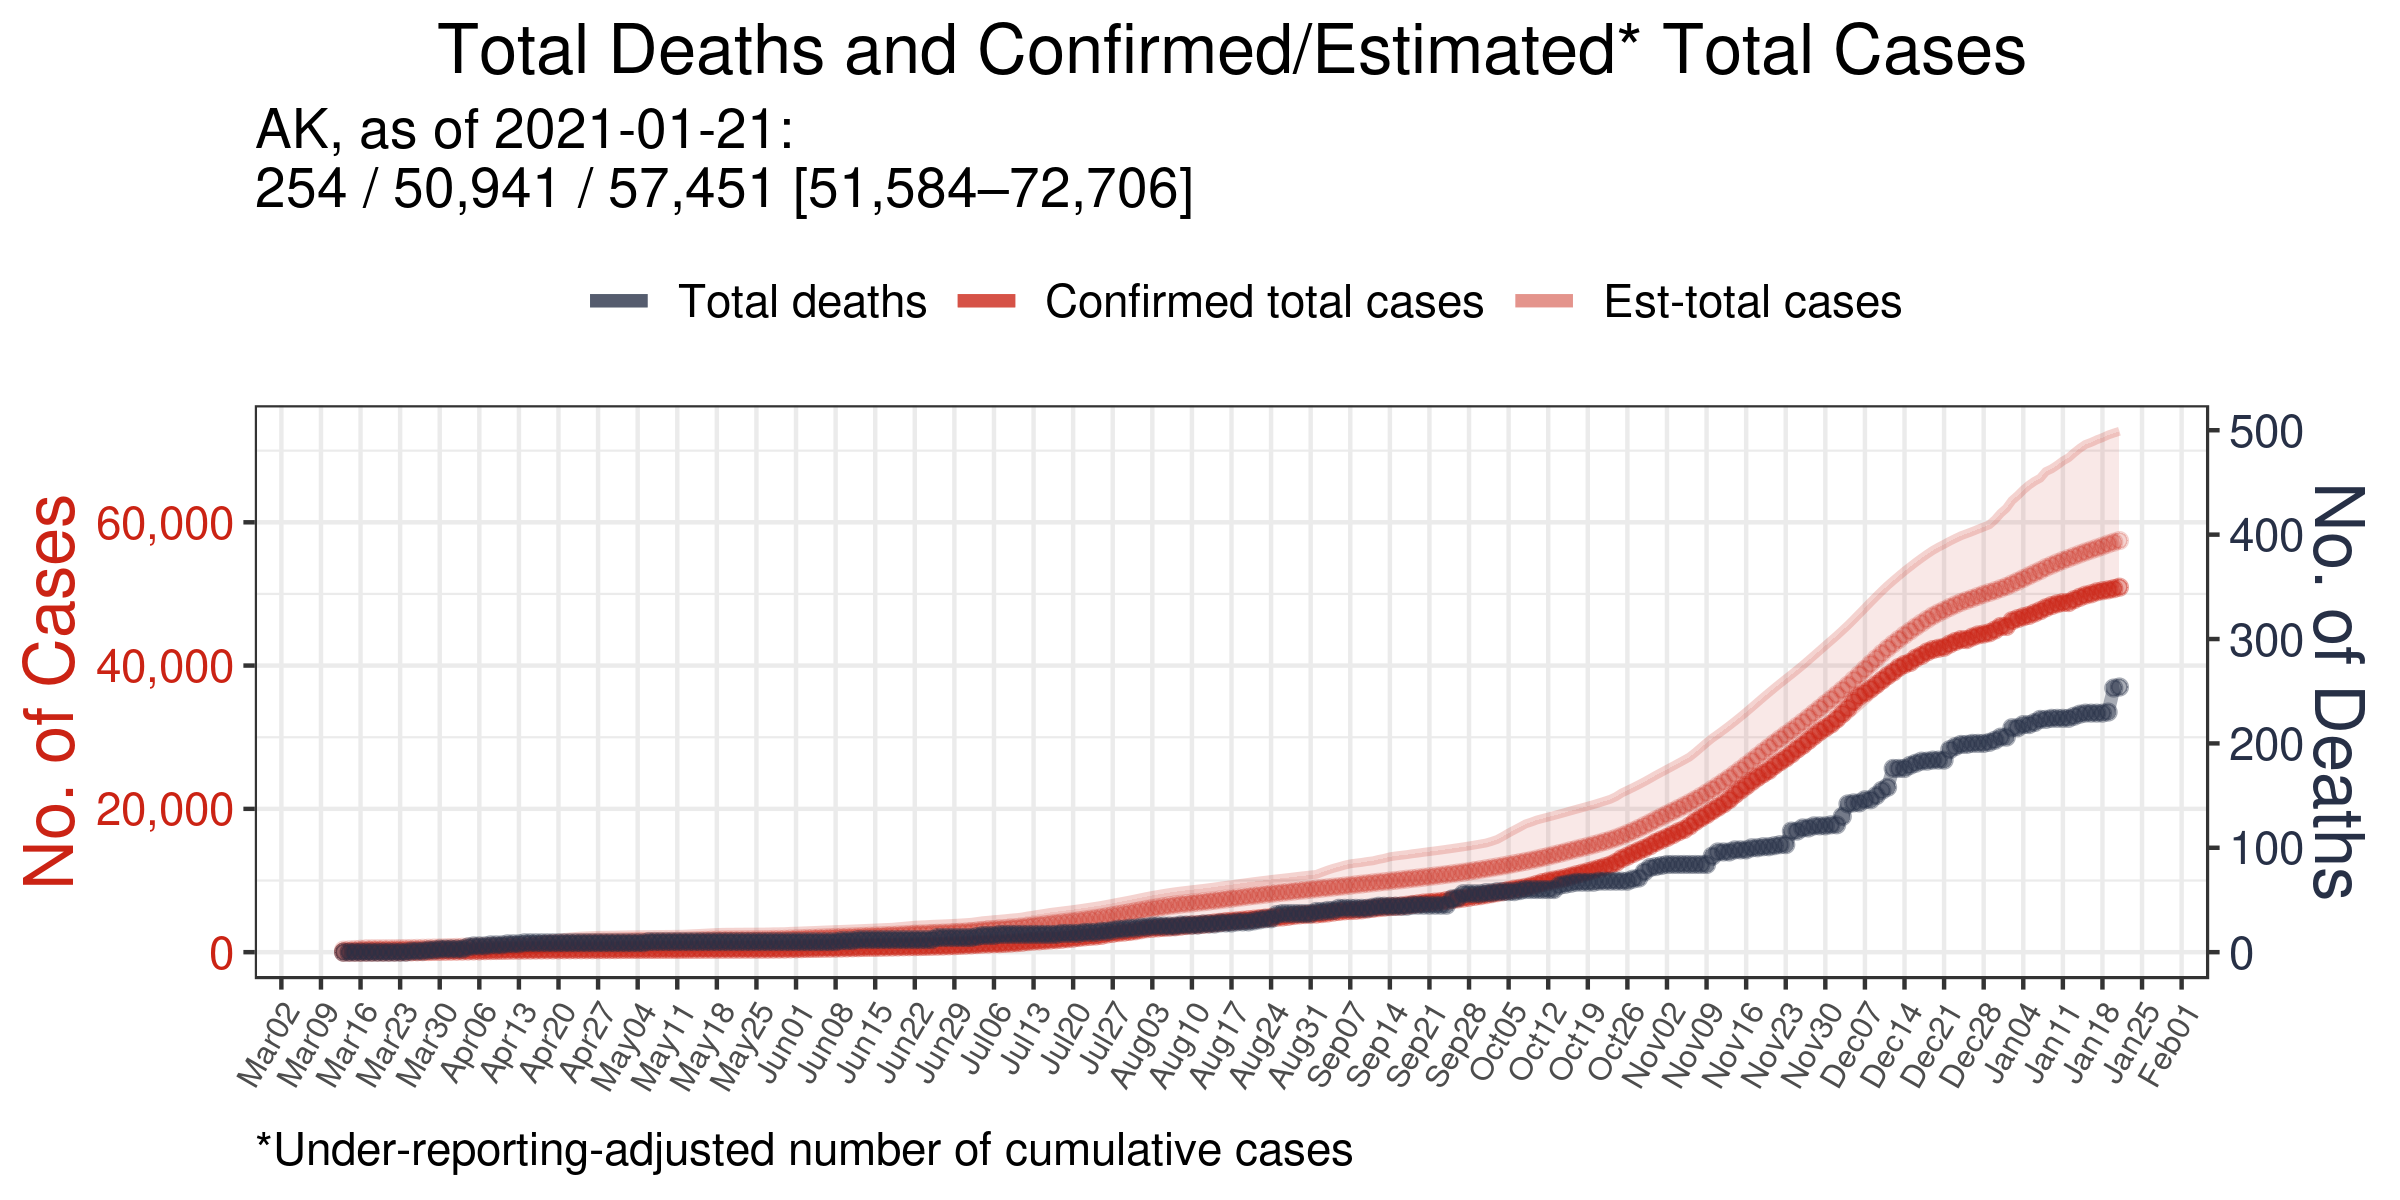 Total Deaths and Confirmed/Estimated* Total Cases
AK, as of 2021-01-21:
254 / 50,941 / 57,451 [51,584–72,706]
Total deaths
Confirmed total cases
Est-total cases
No. of Cases
60,000
40,000
20,000
0
500
400
300
200
100
0
No. of Deaths
Mar02
Mar09
Mar16
Mar23
Mar30
Apr06
Apr13
Apr20
Apr27
May04
May11
May18
May25
Jun01
Jun08
Jun15
Jun22
Jun29
Jul06
Jul13
Jul20
Jul27
Aug03
Aug10
Aug17
Aug24
Aug31
Sep07
Sep14
Sep21
Sep28
Oct05
Oct12
Oct19
Oct26
Nov02
Nov09
Nov16
Nov23
Nov30
Dec07
Dec14
Dec21
Dec28
Jan04
Jan11
Jan18
Jan25
Feb01
*Under-reporting-adjusted number of cumulative cases